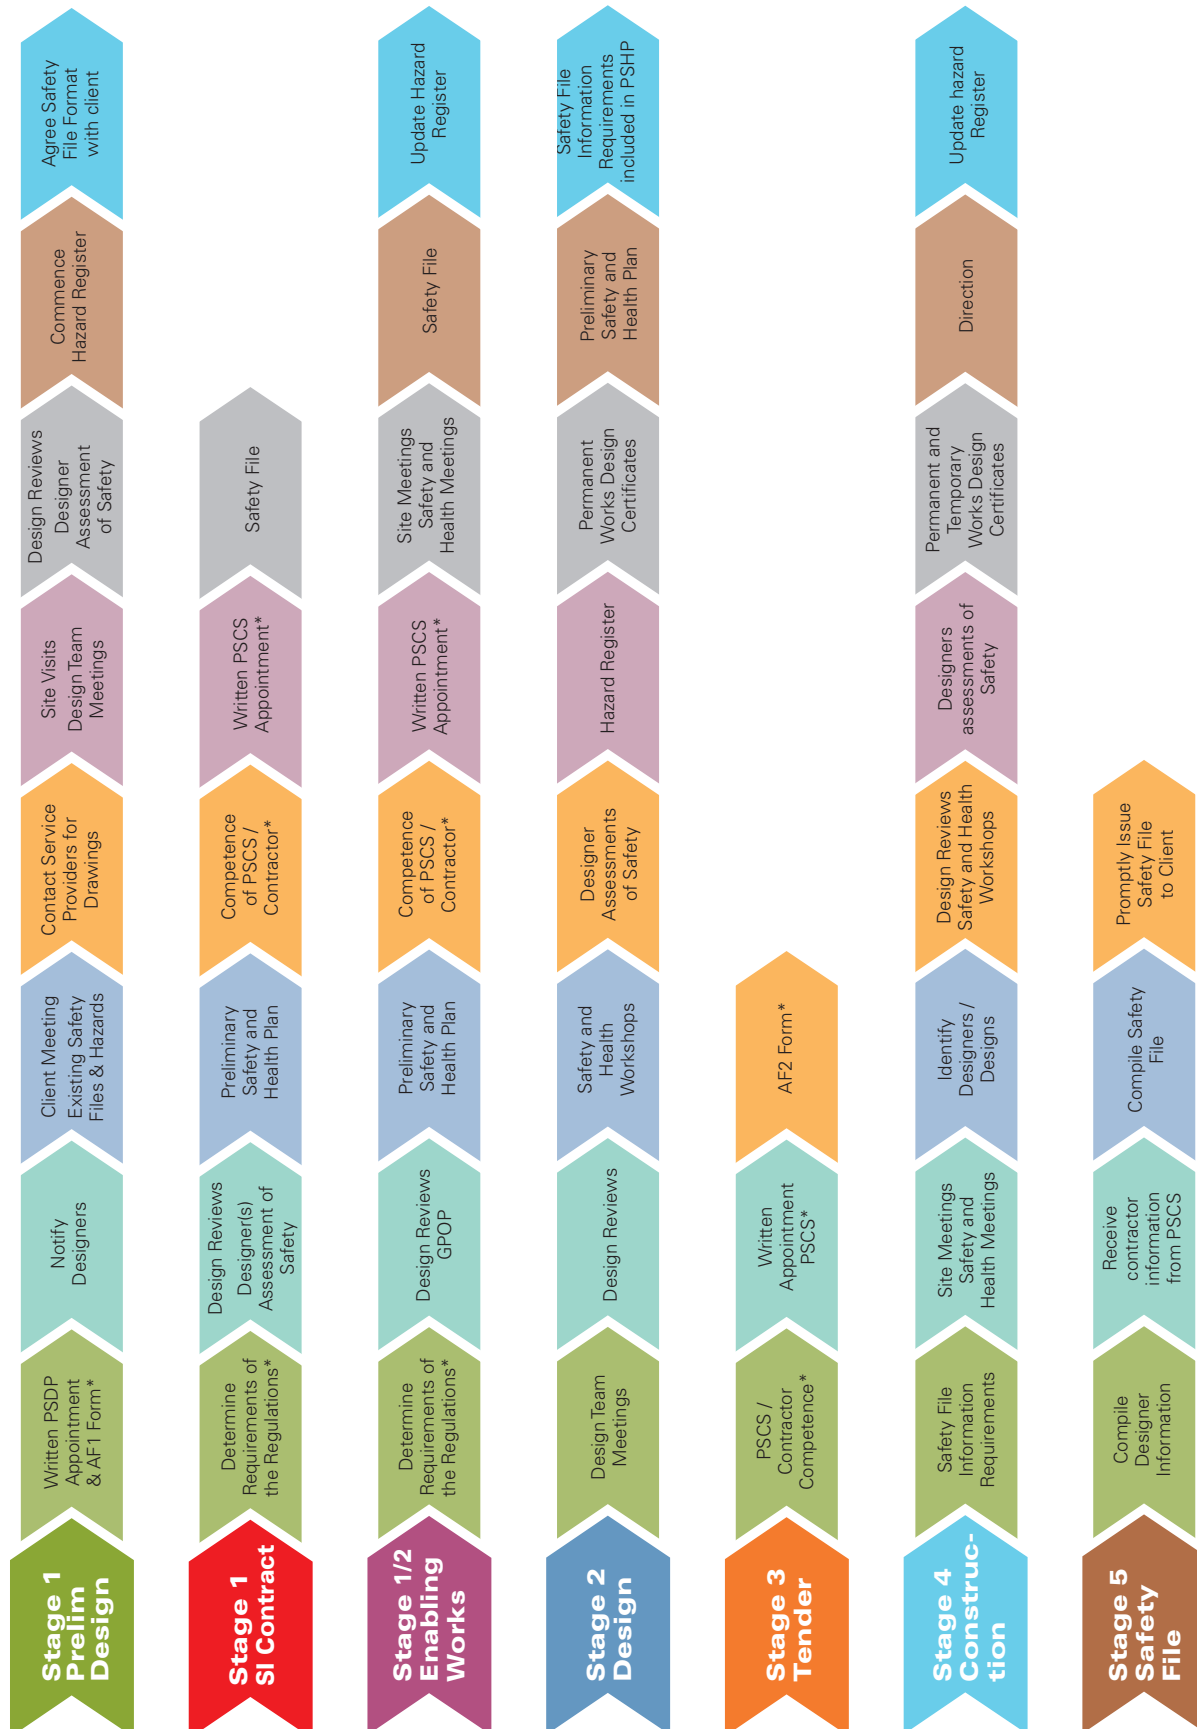 Stage 1
Prelim
Design
Written PSDP
Appointment
& AF1 Form*
Notify
Designers
Client Meeting
Existing Safety
Files & Hazards
Contact Service
Providers for
Drawings
Site Visits
Design Team
Meetings
Design Reviews
Designer
Assessment
of Safety
Commence
Hazard Register
Agree Safety
File Format
with client
Stage 1
SI Contract
Determine
Requirements of
the Regulations*
Design Reviews
Designer(s)
Assessment of
Safety
Preliminary
Safety and
Health Plan
Competence
of PSCS /
Contractor*
Written PSCS
Appointment*
Safety File
Stage 1/2
Enabling
Works
Determine
Requirements of
the Regulations*
Design Reviews
GPOP
Preliminary
Safety and
Health Plan
Competence
of PSCS /
Contractor*
Written PSCS
Appointment*
Site Meetings
Safety and
Health Meetings
Safety File
Update Hazard
Register
Stage 2
Design
Design Team
Meetings
Design Reviews
Safety and
Health
Workshops
Designer
Assessments
of Safety
Hazard Register
Permanent
Works Design
Certificates
Preliminary
Safety and
Health Plan
Safety File
Information
Requirements
included in PSHP
Stage 3
Tender
PSCS /
Contractor
Competence*
Written
Appointment
PSCS*
AF2 Form*
Stage 4
Construc-
tion
Safety File
Information
Requirements
Site Meetings
Safety and
Health Meetings
Identify
Designers /
Designs
Design Reviews
Safety and Health
Workshops
Designers
assessments of
Safety
Permanent and
Temporary
Works Design
Certificates
Direction
Update hazard
Register
Stage 5
Safety
File
Compile
Designer
Information
Receive
contractor
information
from PSCS
Compile Safety
File
Promptly Issue
Safety File
to Client